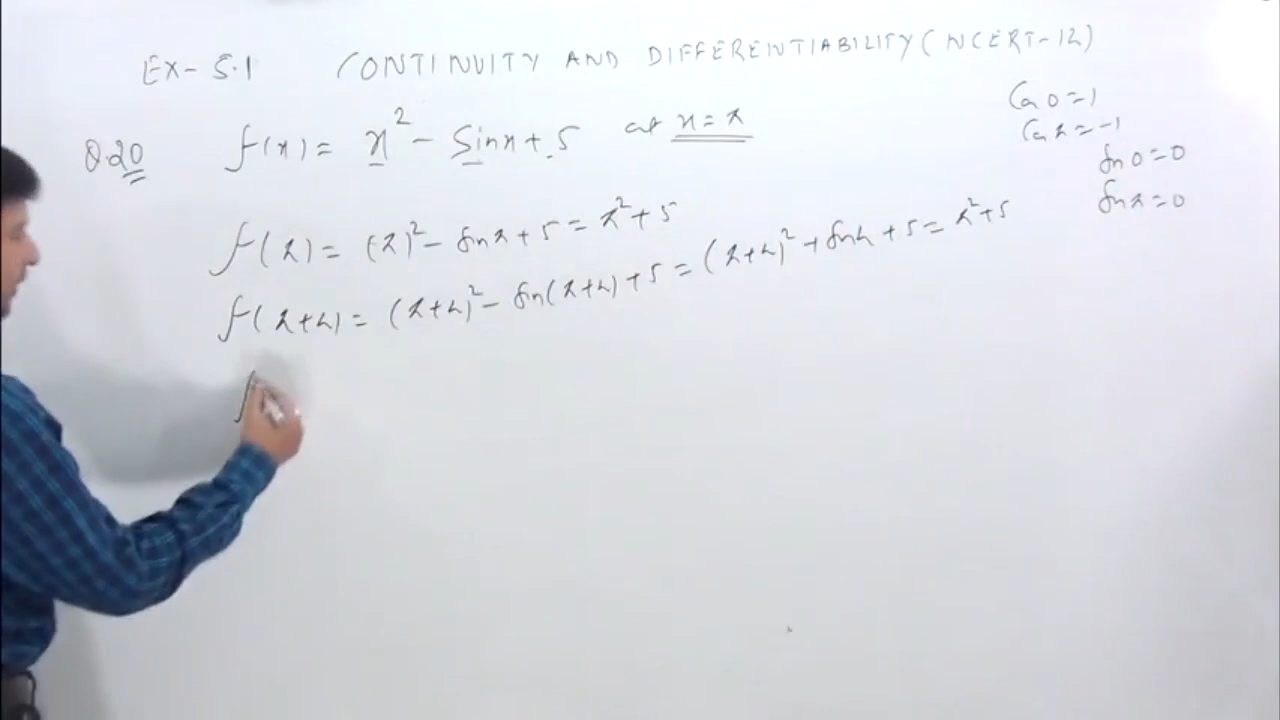 EX-5.1 CONTINUITY AND DIFFERENTIABILITY (NCERT-12)
Q.20 f(x) = x² - Sinx + 5 at x = π
Cos 0 = 1
Cos π = -1
Sin 0 = 0
Sin π = 0
f(π) = (π)² - Sinπ + 5 = π² + 5
f(π+h) = (π+h)² - Sin(π+h) + 5 = (π+h)² + Sinh + 5 = π² + 5